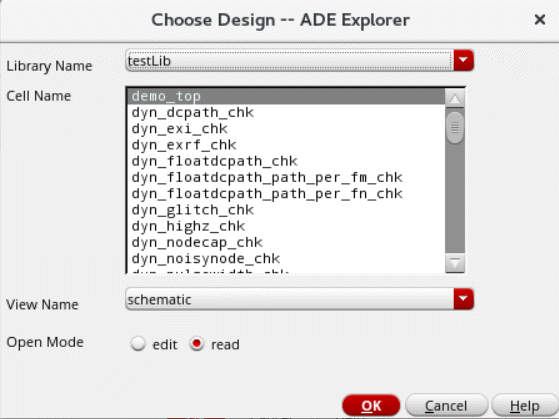 Choose Design -- ADE Explorer
Library Name testLib
Cell Name
demo_top
dyn_dcpath_chk
dyn_exi_chk
dyn_exrf_chk
dyn_floatdcpath_chk
dyn_floatdcpath_path_per_fm_chk
dyn_floatdcpath_path_per_fn_chk
dyn_glitch_chk
dyn_highz_chk
dyn_nodecap_chk
dyn_noisynode_chk
View Name schematic
Open Mode edit read
OK Cancel Help